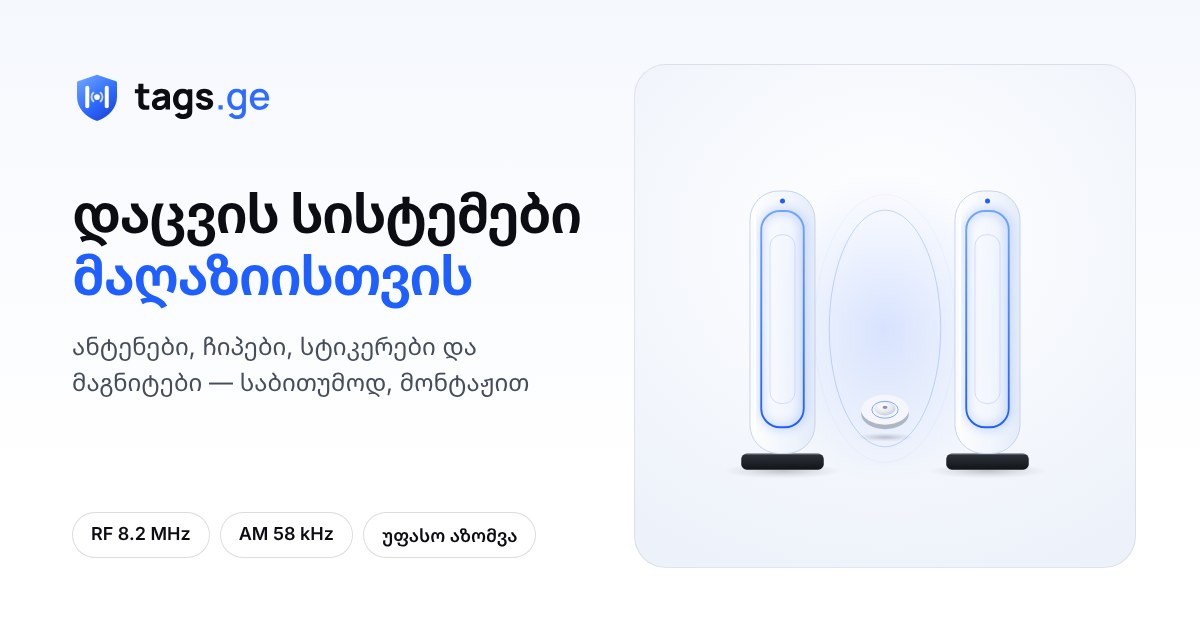 tags.ge
დაცვის სისტემები
მაღაზიისთვის
ანტენები, ჩიპები, სტიკერები და
მაგნიტები — საბითუმოდ, მონტაჟით
RF 8.2 MHz
AM 58 kHz
უფასო აზომვა